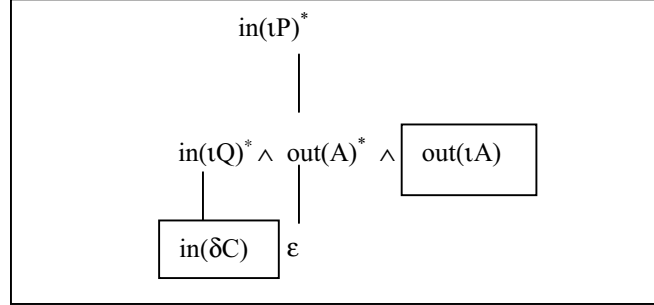 in(ιP)*
in(ιQ)* ∧ out(A)* ∧ out(ιA)
in(δC) ε